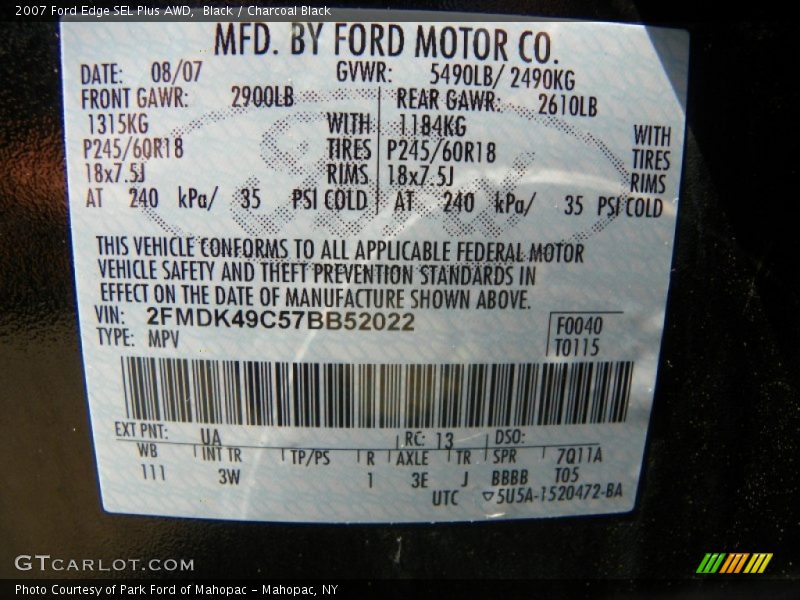 2007 Ford Edge SEL Plus AWD, Black / Charcoal Black
MFD. BY FORD MOTOR CO.
DATE: 08/07 GVWR: 5490LB/ 2490KG
FRONT GAWR: 2900LB REAR GAWR: 2610LB
1315KG WITH 1184KG WITH
P245/60R18 TIRES P245/60R18 TIRES
18x7.5J RIMS 18x7.5J RIMS
AT 240 kPa/ 35 PSI COLD AT 240 kPa/ 35 PSI COLD
THIS VEHICLE CONFORMS TO ALL APPLICABLE FEDERAL MOTOR
VEHICLE SAFETY AND THEFT PREVENTION STANDARDS IN
EFFECT ON THE DATE OF MANUFACTURE SHOWN ABOVE.
VIN: 2FMDK49C57BB52022 F0040
TYPE: MPV T0115
EXT PNT: UA RC: 13 DSO:
WB INT TR TP/PS R AXLE TR SPR 7Q11A
111 3W 1 3E J BBBB T05
UTC ▽5U5A-1520472-BA
Ford
GTCARLOT.COM
Photo Courtesy of Park Ford of Mahopac – Mahopac, NY